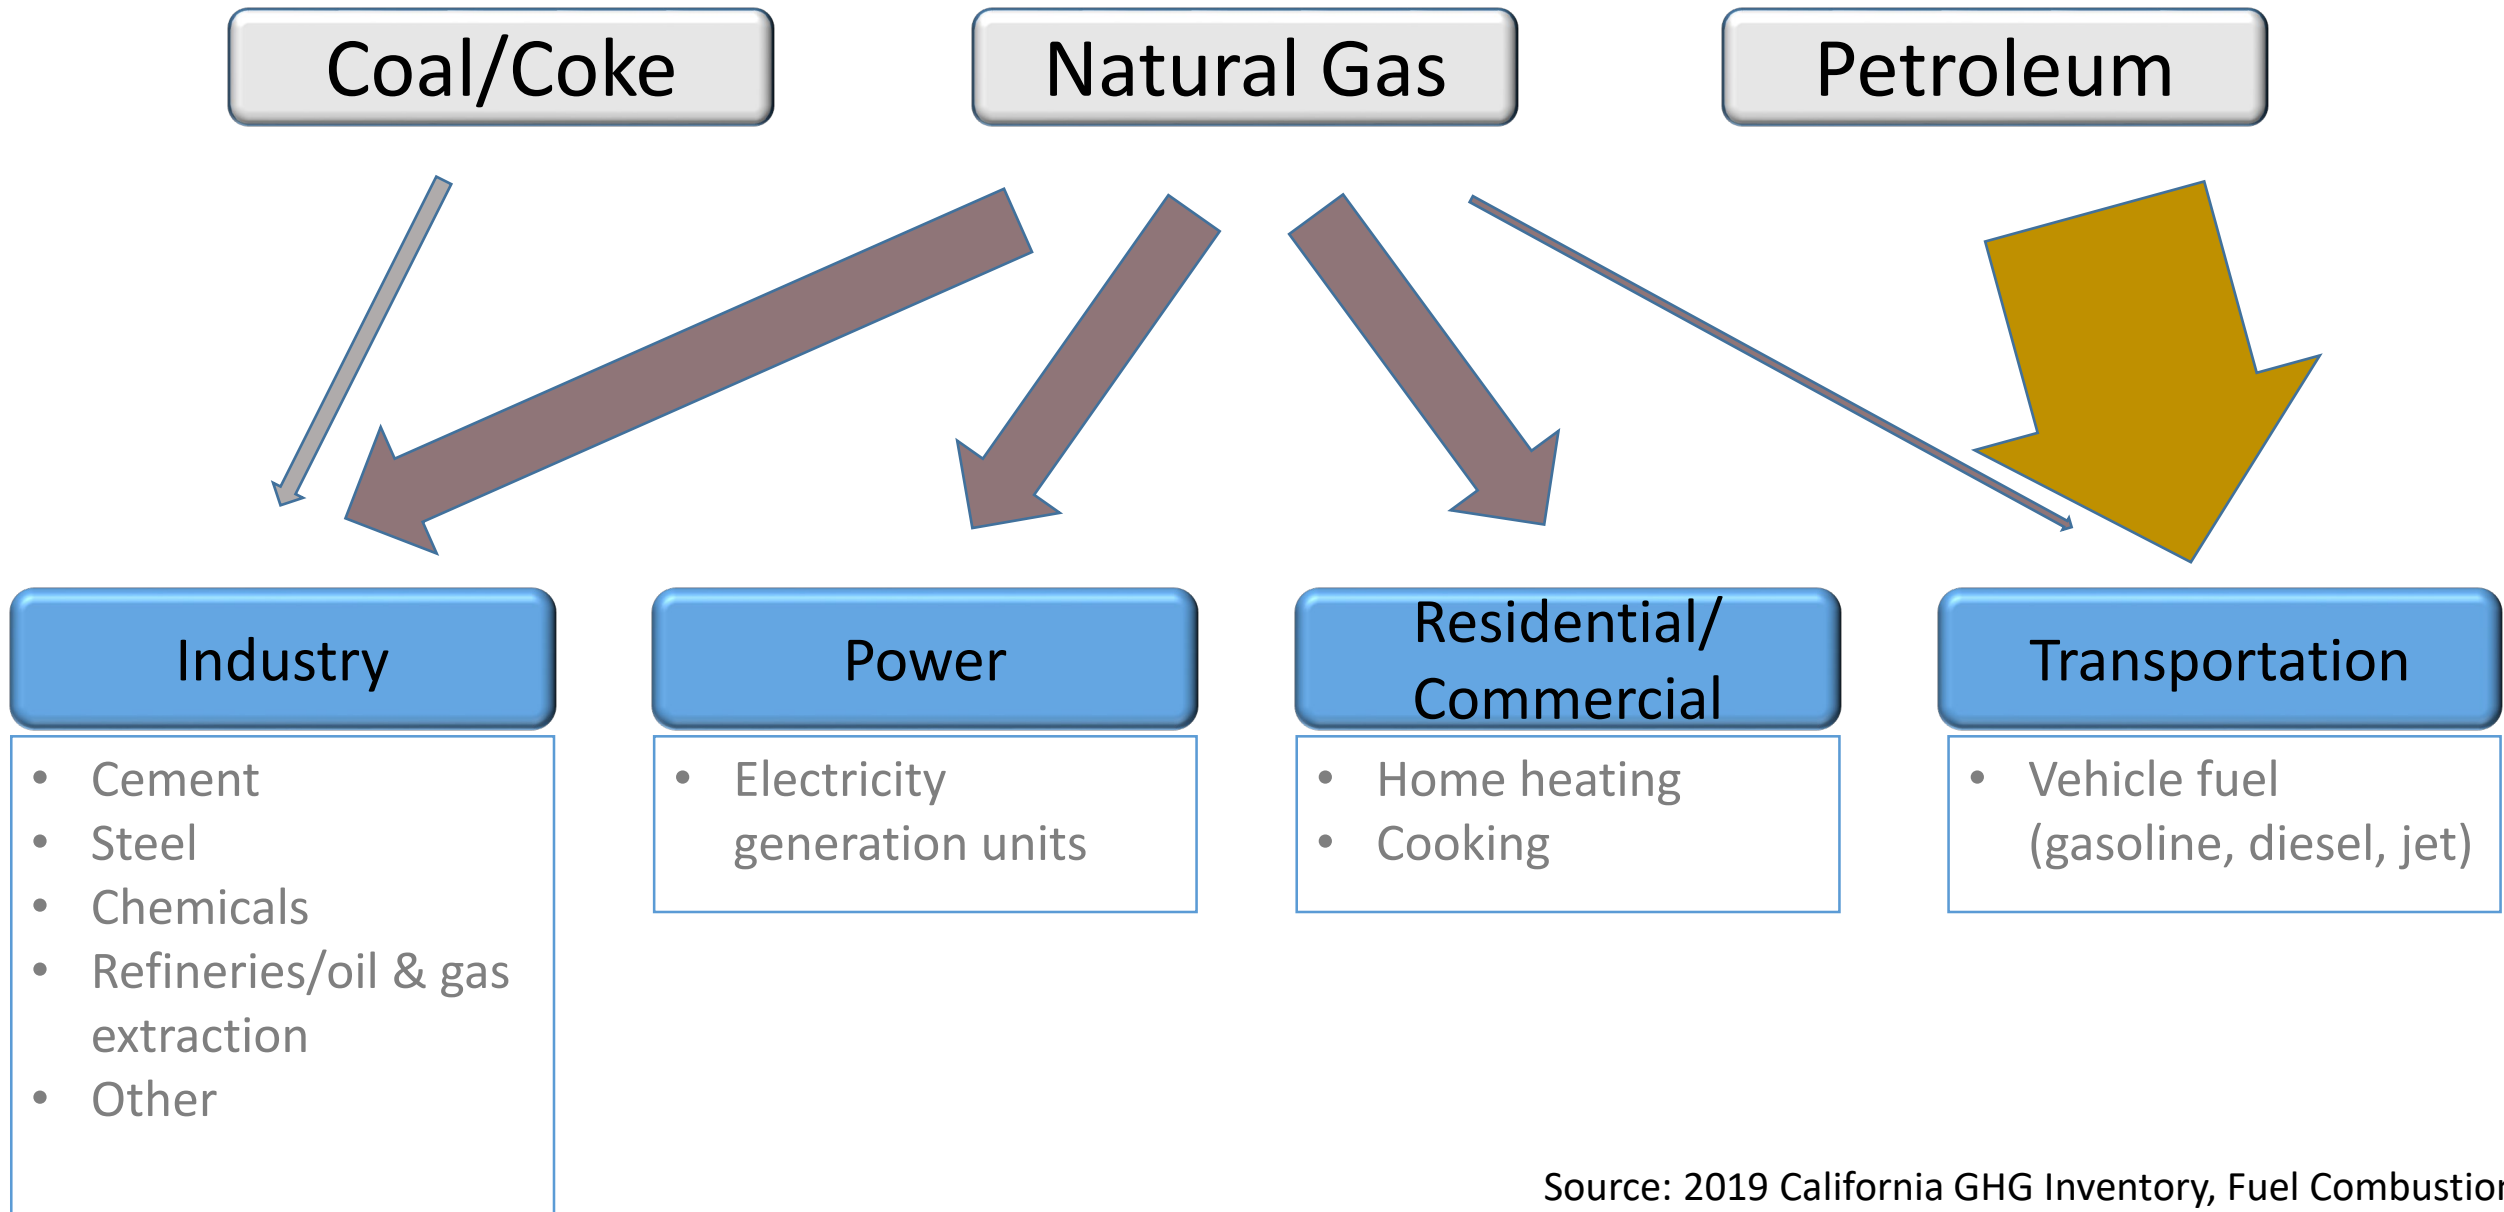 Coal/Coke
Natural Gas
Petroleum
Industry
• Cement
• Steel
• Chemicals
• Refineries/oil & gas
extraction
• Other
Power
• Electricity
generation units
Residential/
Commercial
• Home heating
• Cooking
Transportation
• Vehicle fuel
(gasoline, diesel, jet)
Source: 2019 California GHG Inventory, Fuel Combustion